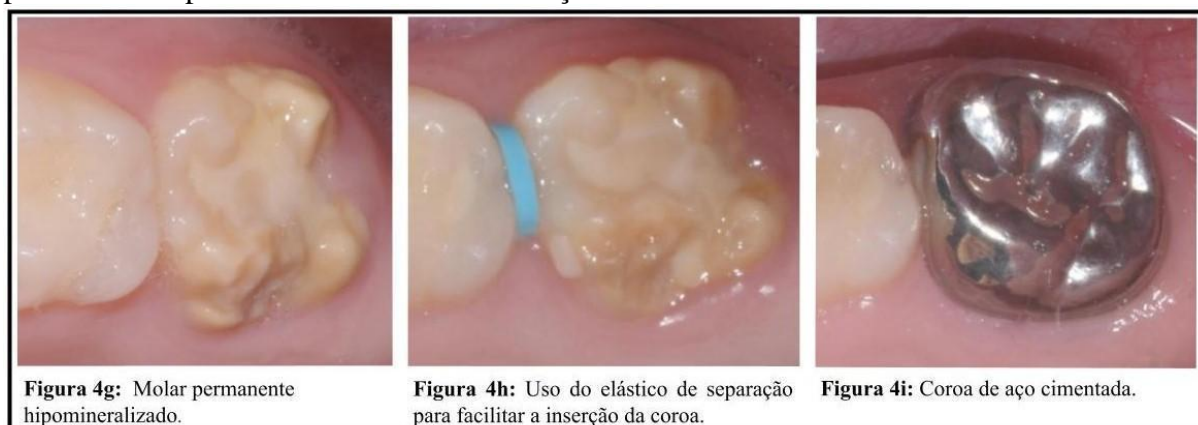 Figura 4g: Molar permanente
hipomineralizado.
Figura 4h: Uso do elástico de separação
para facilitar a inserção da coroa.
Figura 4i: Coroa de aço cimentada.